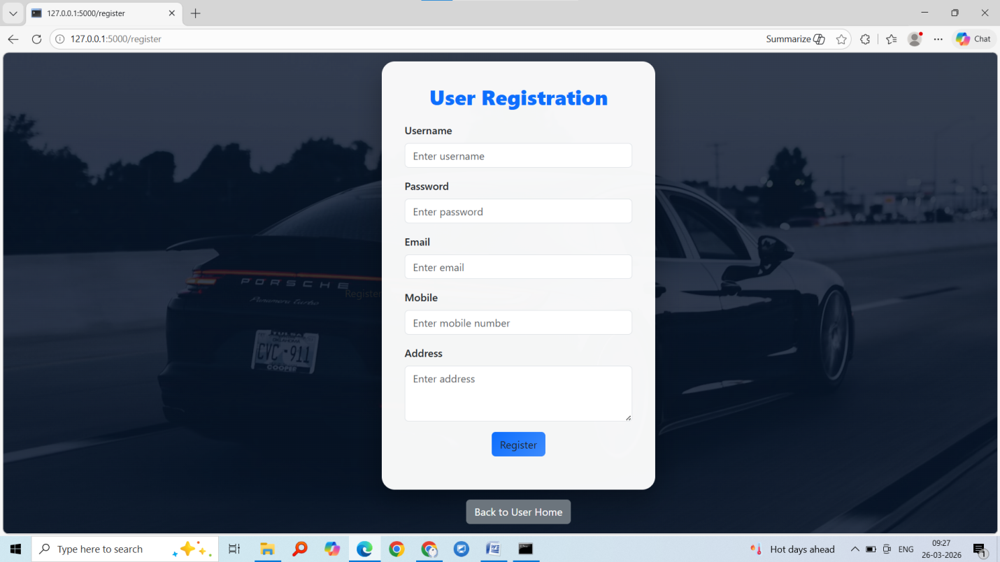 127.0.0.1:5000/register
127.0.0.1:5000/register
Summarize
Chat
User Registration
Username
Enter username
Password
Enter password
Email
Enter email
Mobile
Enter mobile number
Address
Enter address
Register
Register
Back to User Home
PORSCHE
Panamera turbo
TULSA
OKLAHOMA
CVC-911
COOPER
Type here to search
Hot days ahead
ENG
09:27
26-03-2026
1